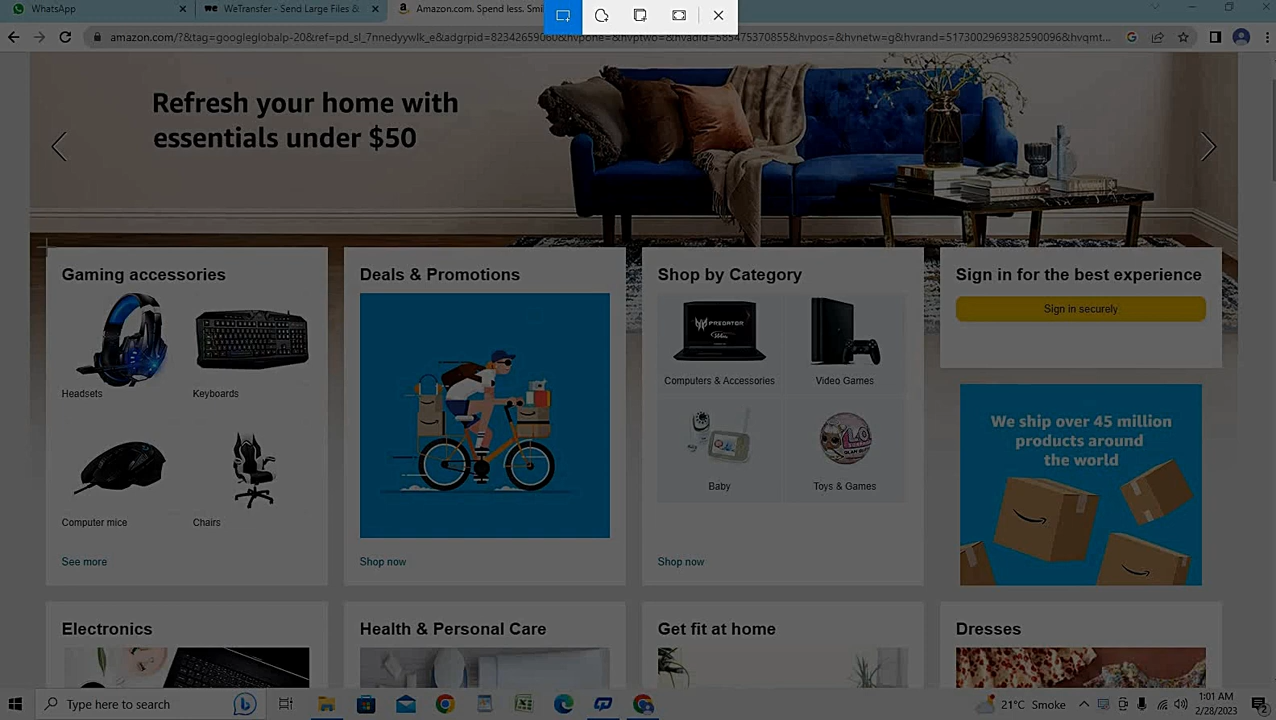 WhatsApp
WeTransfer - Send Large Files &
Amazon.com. Spend less. Smi
Refresh your home with
essentials under $50
Gaming accessories
Headsets
Keyboards
Computer mice
Chairs
See more
Deals & Promotions
Shop now
Shop by Category
PREDATOR
Computers & Accessories
Video Games
Baby
Toys & Games
Shop now
Sign in for the best experience
Sign in securely
We ship over 45 million
products around
the world
Electronics
Health & Personal Care
Get fit at home
Dresses
Type here to search
21°C Smoke
1:01 AM
2/28/2023